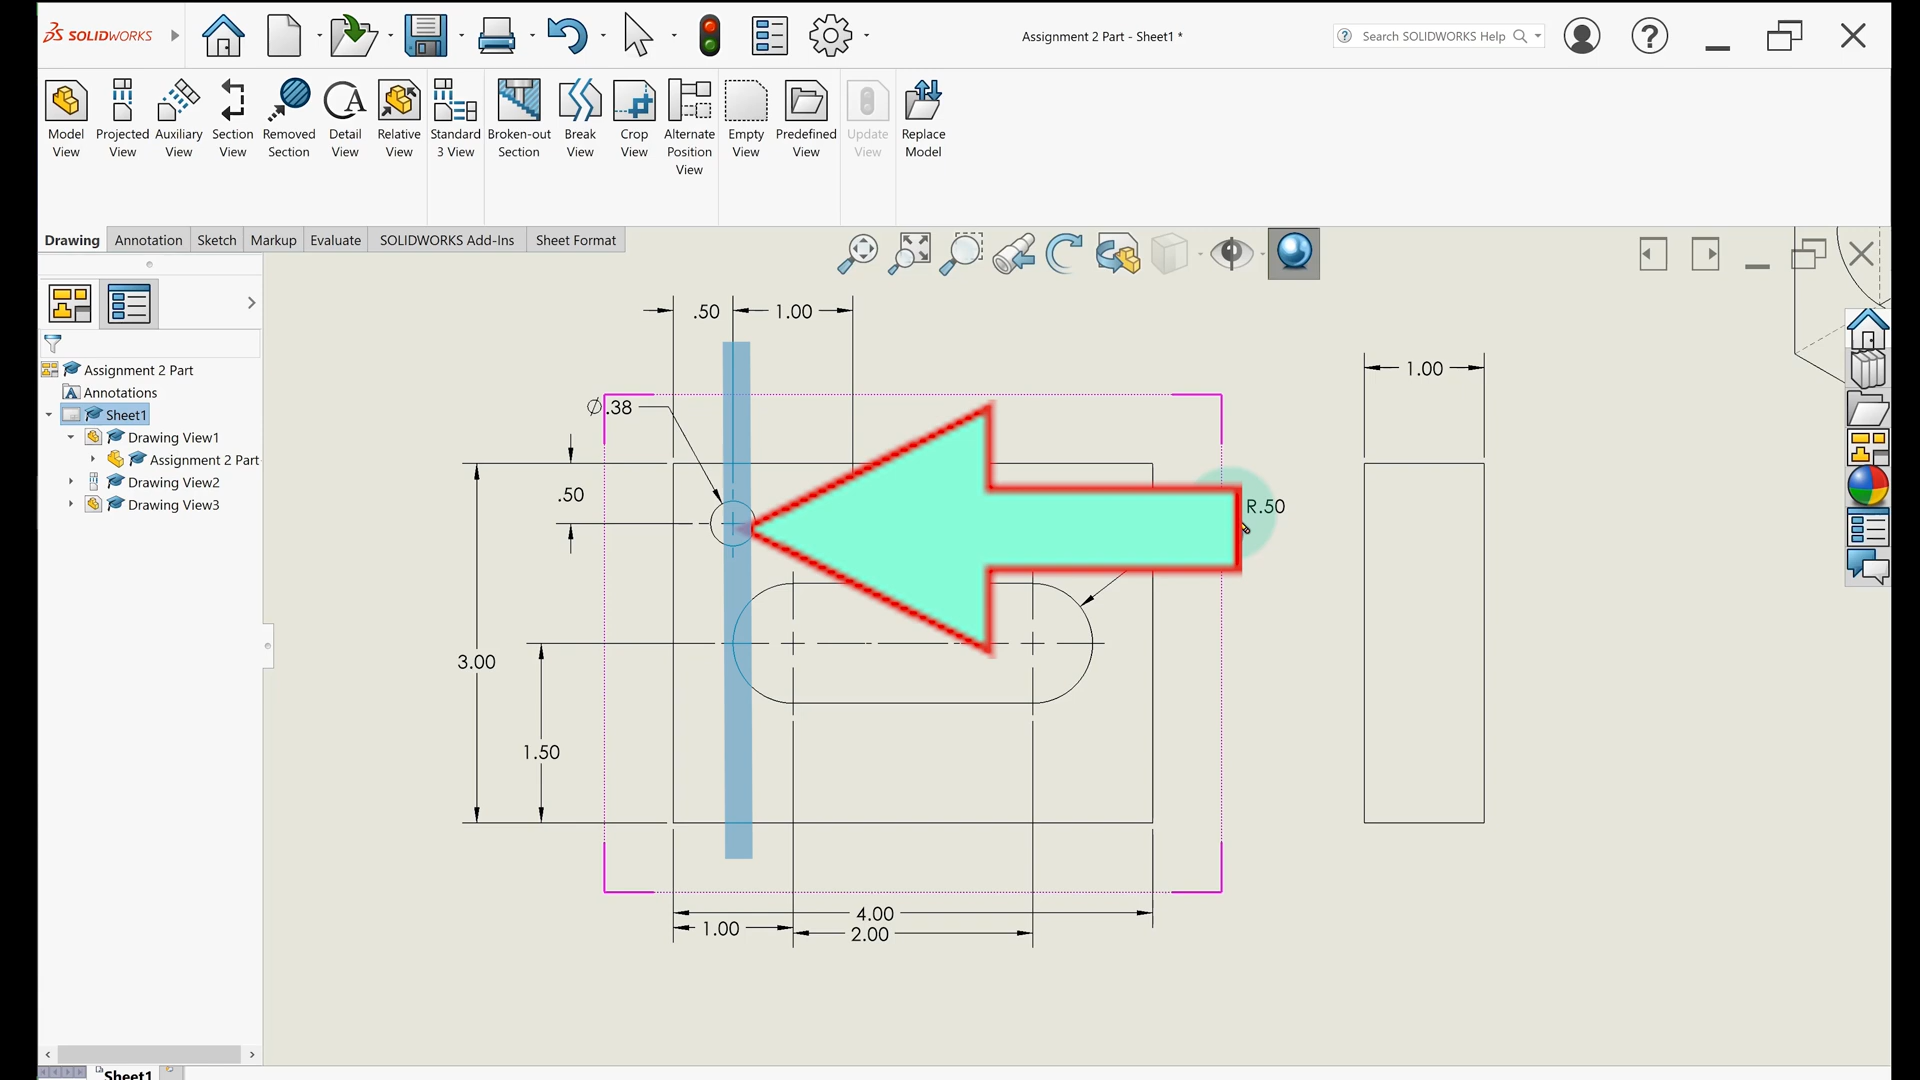 SOLIDWORKS
Assignment 2 Part - Sheet1 *
Search SOLIDWORKS Help
Model View
Projected View
Auxiliary View
Section View
Removed Section
Detail View
Relative View
Standard 3 View
Broken-out Section
Break View
Crop View
Alternate Position View
Empty View
Predefined View
Update View
Replace Model
Drawing
Annotation
Sketch
Markup
Evaluate
SOLIDWORKS Add-Ins
Sheet Format
Assignment 2 Part
Annotations
Sheet1
Drawing View1
Assignment 2 Part
Drawing View2
Drawing View3
.50
1.00
1.00
∅.38
.50
R.50
3.00
1.50
4.00
1.00
2.00
Sheet1